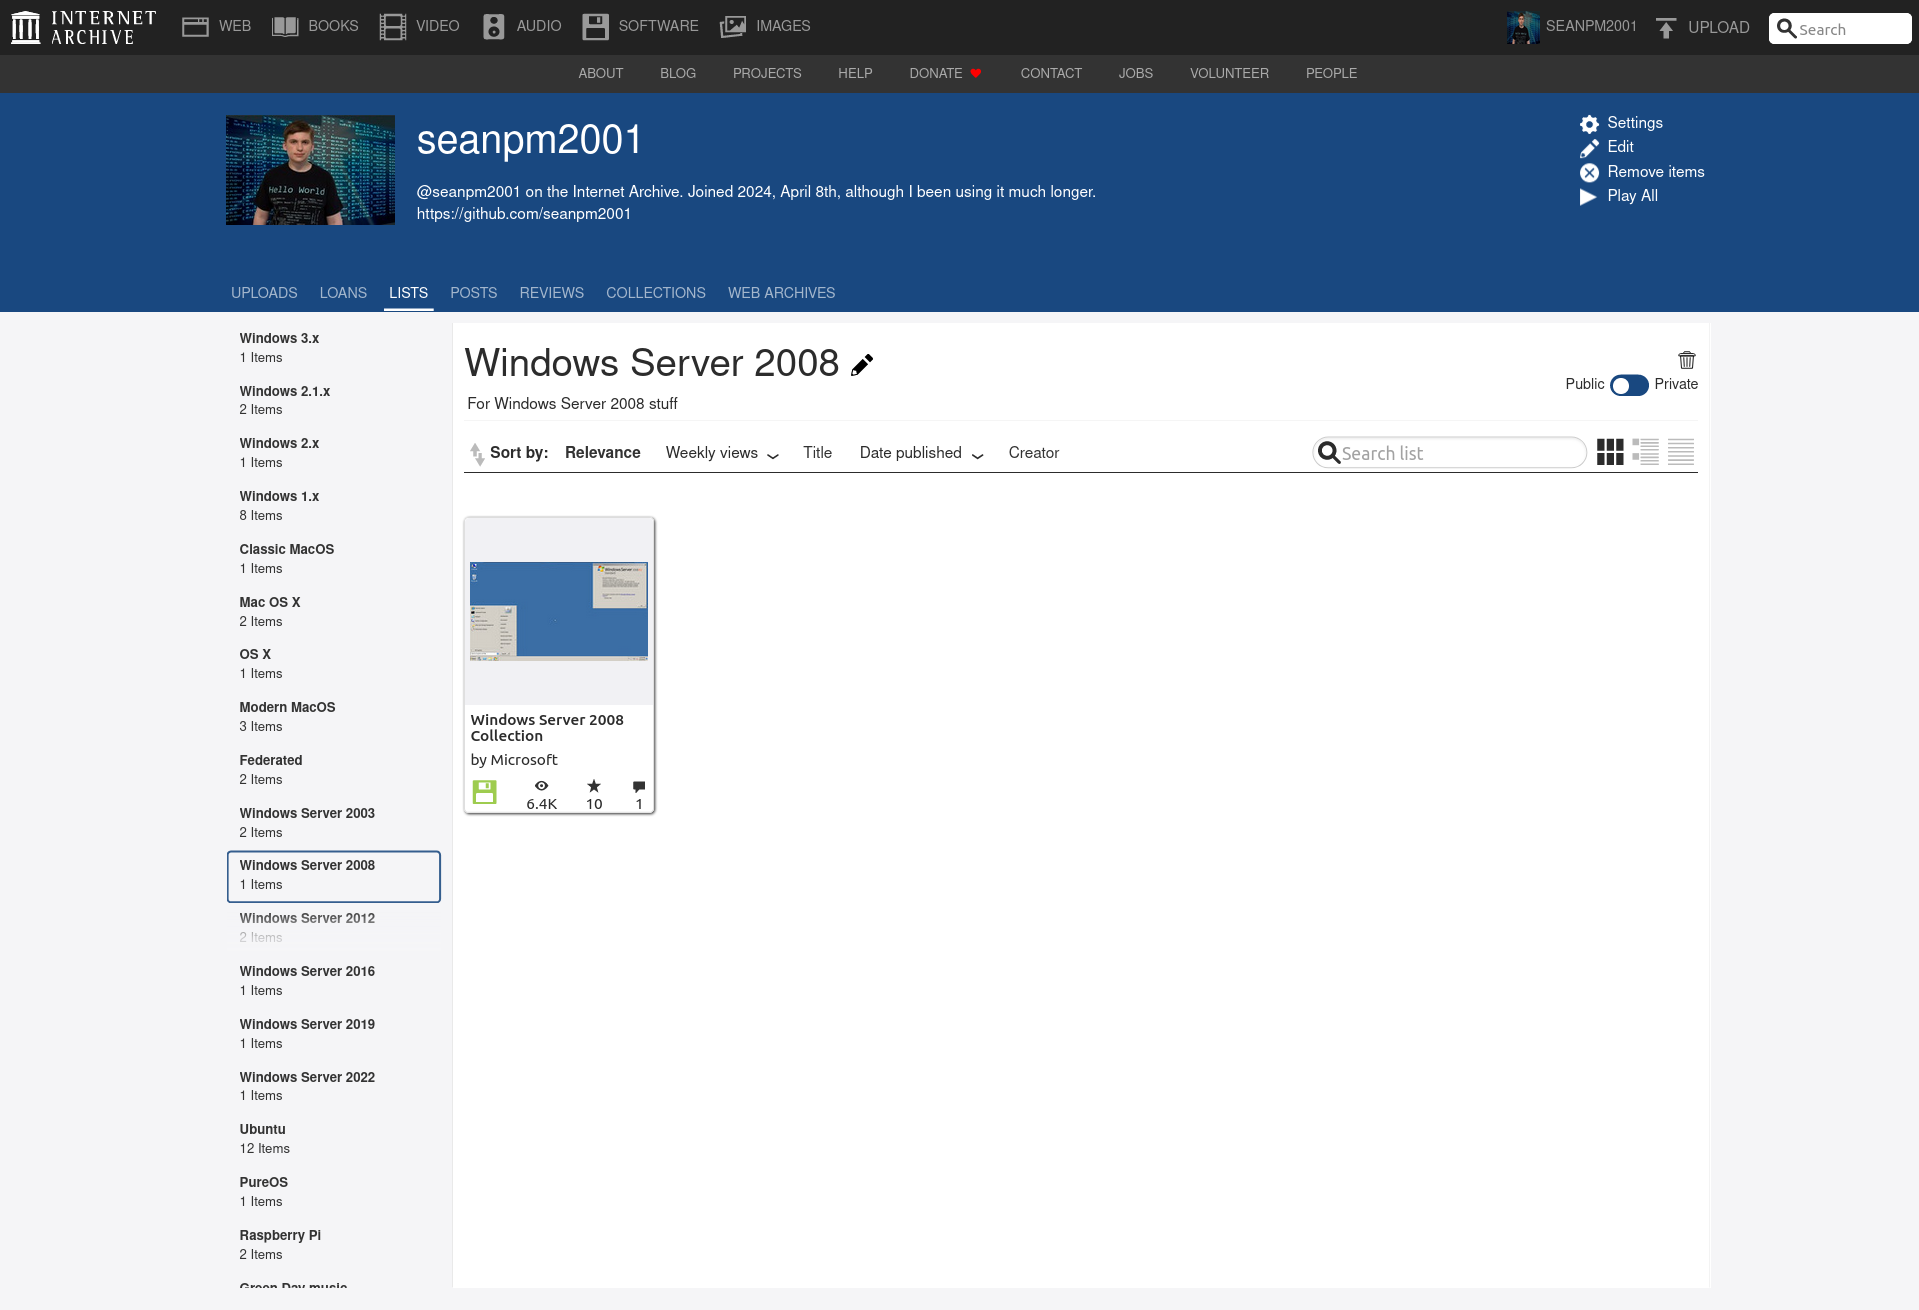 INTERNET ARCHIVE
WEB BOOKS VIDEO AUDIO SOFTWARE IMAGES
SEANPM2001 UPLOAD Search
ABOUT BLOG PROJECTS HELP DONATE CONTACT JOBS VOLUNTEER PEOPLE
Hello World
seanpm2001
@seanpm2001 on the Internet Archive. Joined 2024, April 8th, although I been using it much longer.
https://github.com/seanpm2001
Settings
Edit
Remove items
Play All
UPLOADS LOANS LISTS POSTS REVIEWS COLLECTIONS WEB ARCHIVES
Windows 3.x
1 Items
Windows 2.1.x
2 Items
Windows 2.x
1 Items
Windows 1.x
8 Items
Classic MacOS
1 Items
Mac OS X
2 Items
OS X
1 Items
Modern MacOS
3 Items
Federated
2 Items
Windows Server 2003
2 Items
Windows Server 2008
1 Items
Windows Server 2012
2 Items
Windows Server 2016
1 Items
Windows Server 2019
1 Items
Windows Server 2022
1 Items
Ubuntu
12 Items
PureOS
1 Items
Raspberry Pi
2 Items
Green Day music
Windows Server 2008
For Windows Server 2008 stuff
Public Private
Sort by: Relevance Weekly views Title Date published Creator
Search list
Windows Server 2008
Collection
by Microsoft
6.4K 10 1